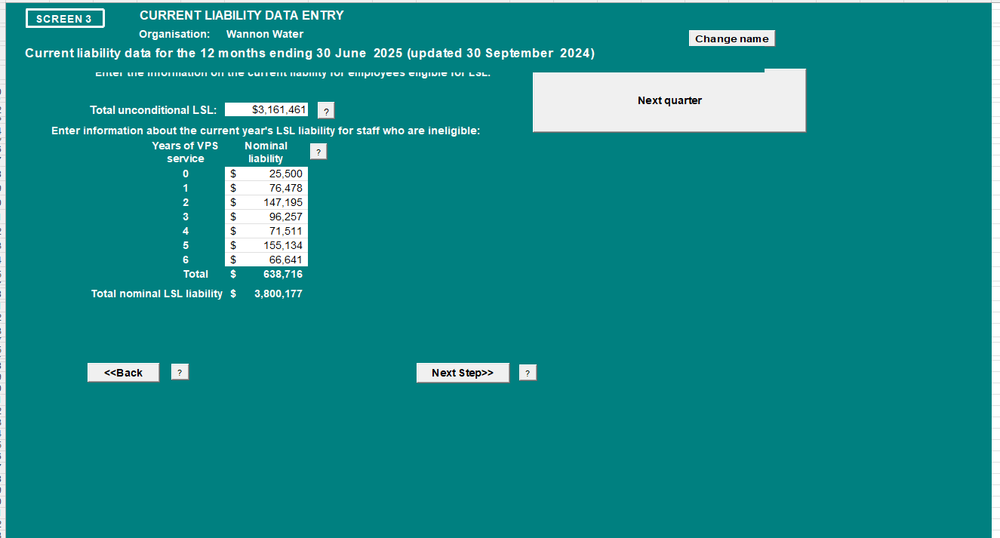 SCREEN 3
CURRENT LIABILITY DATA ENTRY
Organisation: Wannon Water
Change name
Current liability data for the 12 months ending 30 June 2025 (updated 30 September 2024)
Enter the information on the current liability for employees eligible for LSL.
Next quarter
Total unconditional LSL: $3,161,461 ?
Enter information about the current year's LSL liability for staff who are ineligible:
Years of VPS service Nominal liability ?
0 $ 25,500
1 $ 76,478
2 $ 147,195
3 $ 96,257
4 $ 71,511
5 $ 155,134
6 $ 66,641
Total $ 638,716
Total nominal LSL liability $ 3,800,177
<<Back ? Next Step>> ?